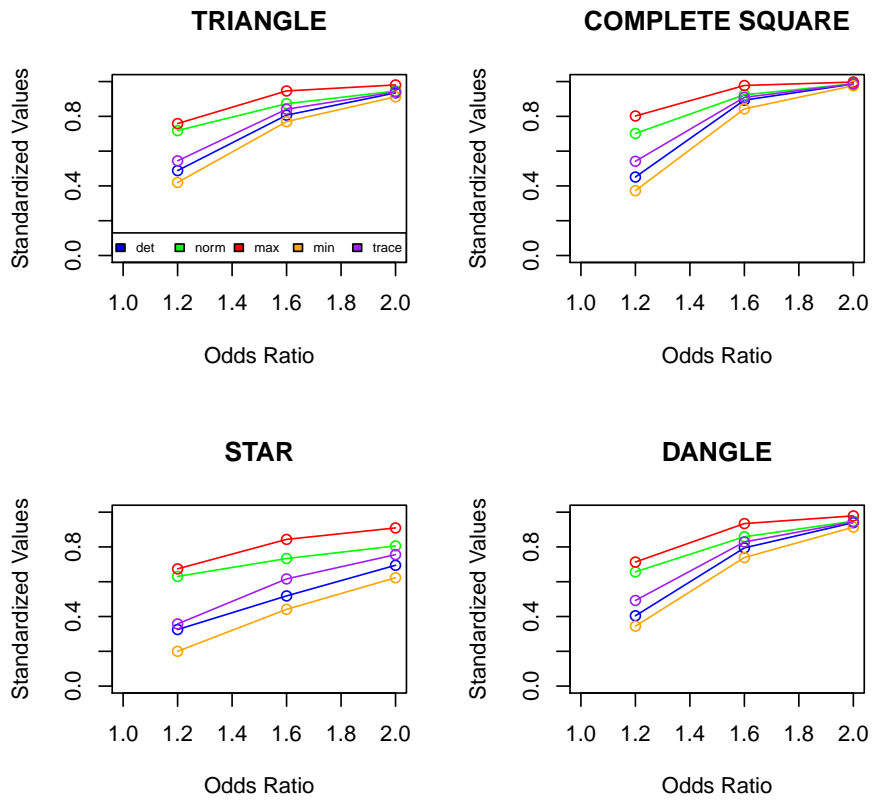 TRIANGLE
Standardized Values
0.0 0.4 0.8
det norm max min trace
1.0 1.2 1.4 1.6 1.8 2.0
Odds Ratio
COMPLETE SQUARE
Standardized Values
0.0 0.4 0.8
1.0 1.2 1.4 1.6 1.8 2.0
Odds Ratio
STAR
Standardized Values
0.0 0.4 0.8
1.0 1.2 1.4 1.6 1.8 2.0
Odds Ratio
DANGLE
Standardized Values
0.0 0.4 0.8
1.0 1.2 1.4 1.6 1.8 2.0
Odds Ratio